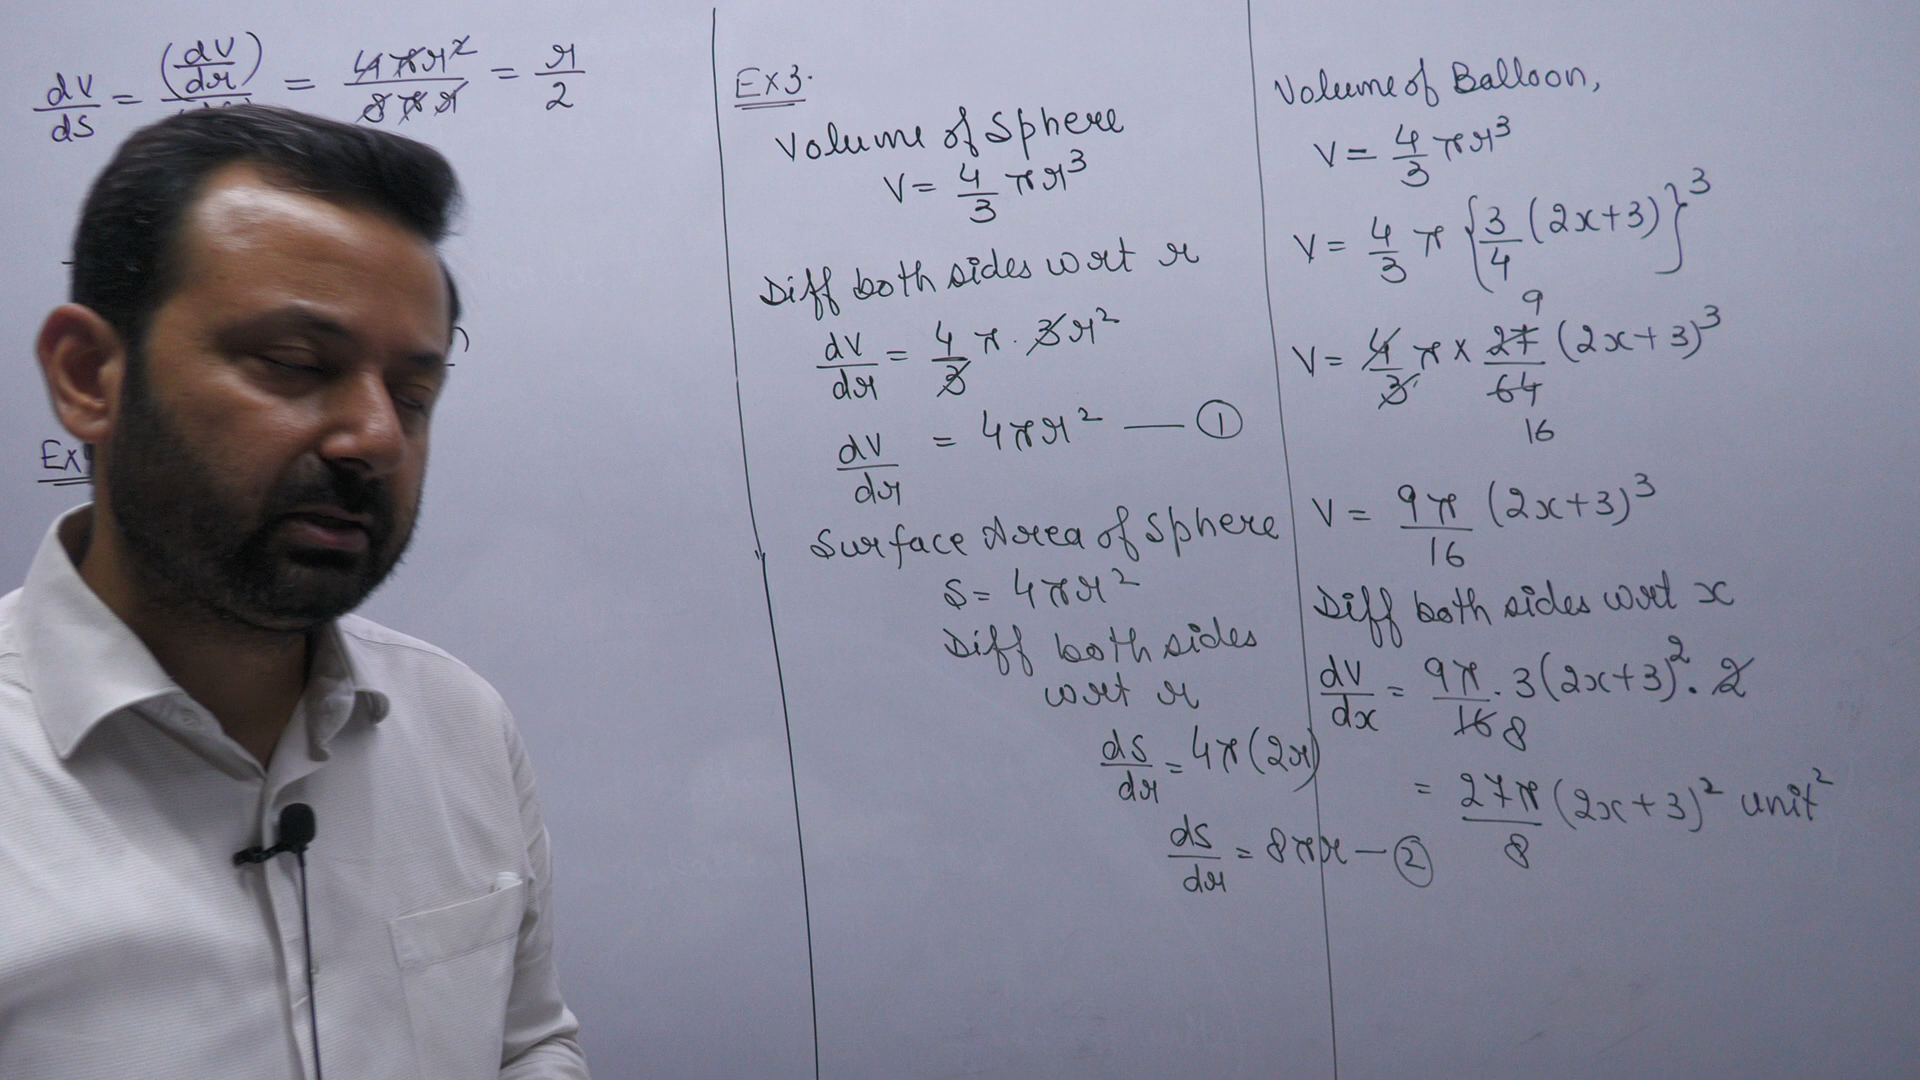 dV/dS = (dV/dr) = 4πr²/8πr = r/2
Ex
Ex3.
Volume of Sphere
V = 4/3 πr³
Diff both sides wrt r
dV/dr = 4/3 π . 3r²
dV/dr = 4πr² — ①
Surface Area of Sphere
S = 4πr²
Diff both sides
wrt r
dS/dr = 4π(2r)
dS/dr = 8πr — ②
Volume of Balloon,
V = 4/3 πr³
V = 4/3 π {3/4 (2x+3)}³
9
V = 4/3 π × 27/64 (2x+3)³
16
V = 9π/16 (2x+3)³
Diff both sides wrt x
dV/dx = 9π/16 . 3(2x+3)² . 2
8
= 27π/8 (2x+3)² unit²